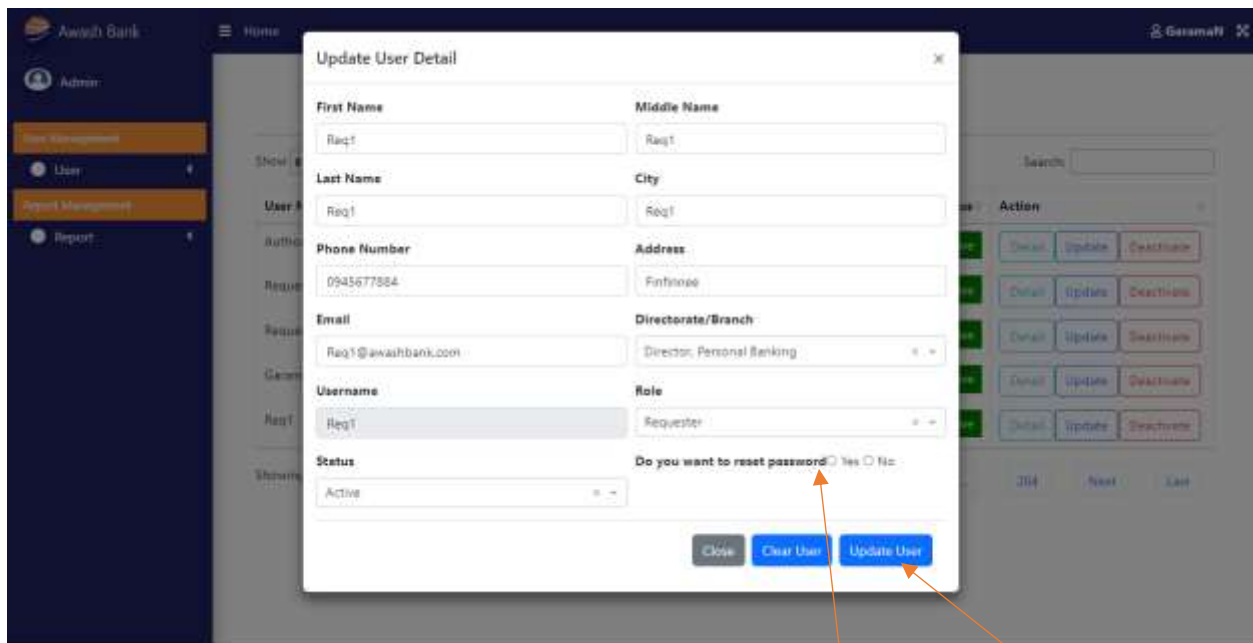 Awash Bank
Home
GaramaN
Admin
User Management
User
Report Management
Report
Show
Search:
User N
Action
Detail Update Deactivate
Detail Update Deactivate
Detail Update Deactivate
Detail Update Deactivate
Req1
Detail Update Deactivate
264 Next Last
Update User Detail ×
First Name
Req1
Middle Name
Req1
Last Name
Req1
City
Req1
Phone Number
0945677884
Address
Finfinnee
Email
Req1@awashbank.com
Directorate/Branch
Director, Personal Banking
Username
Req1
Role
Requester
Status
Active
Do you want to reset password Yes No
Close Clear User Update User